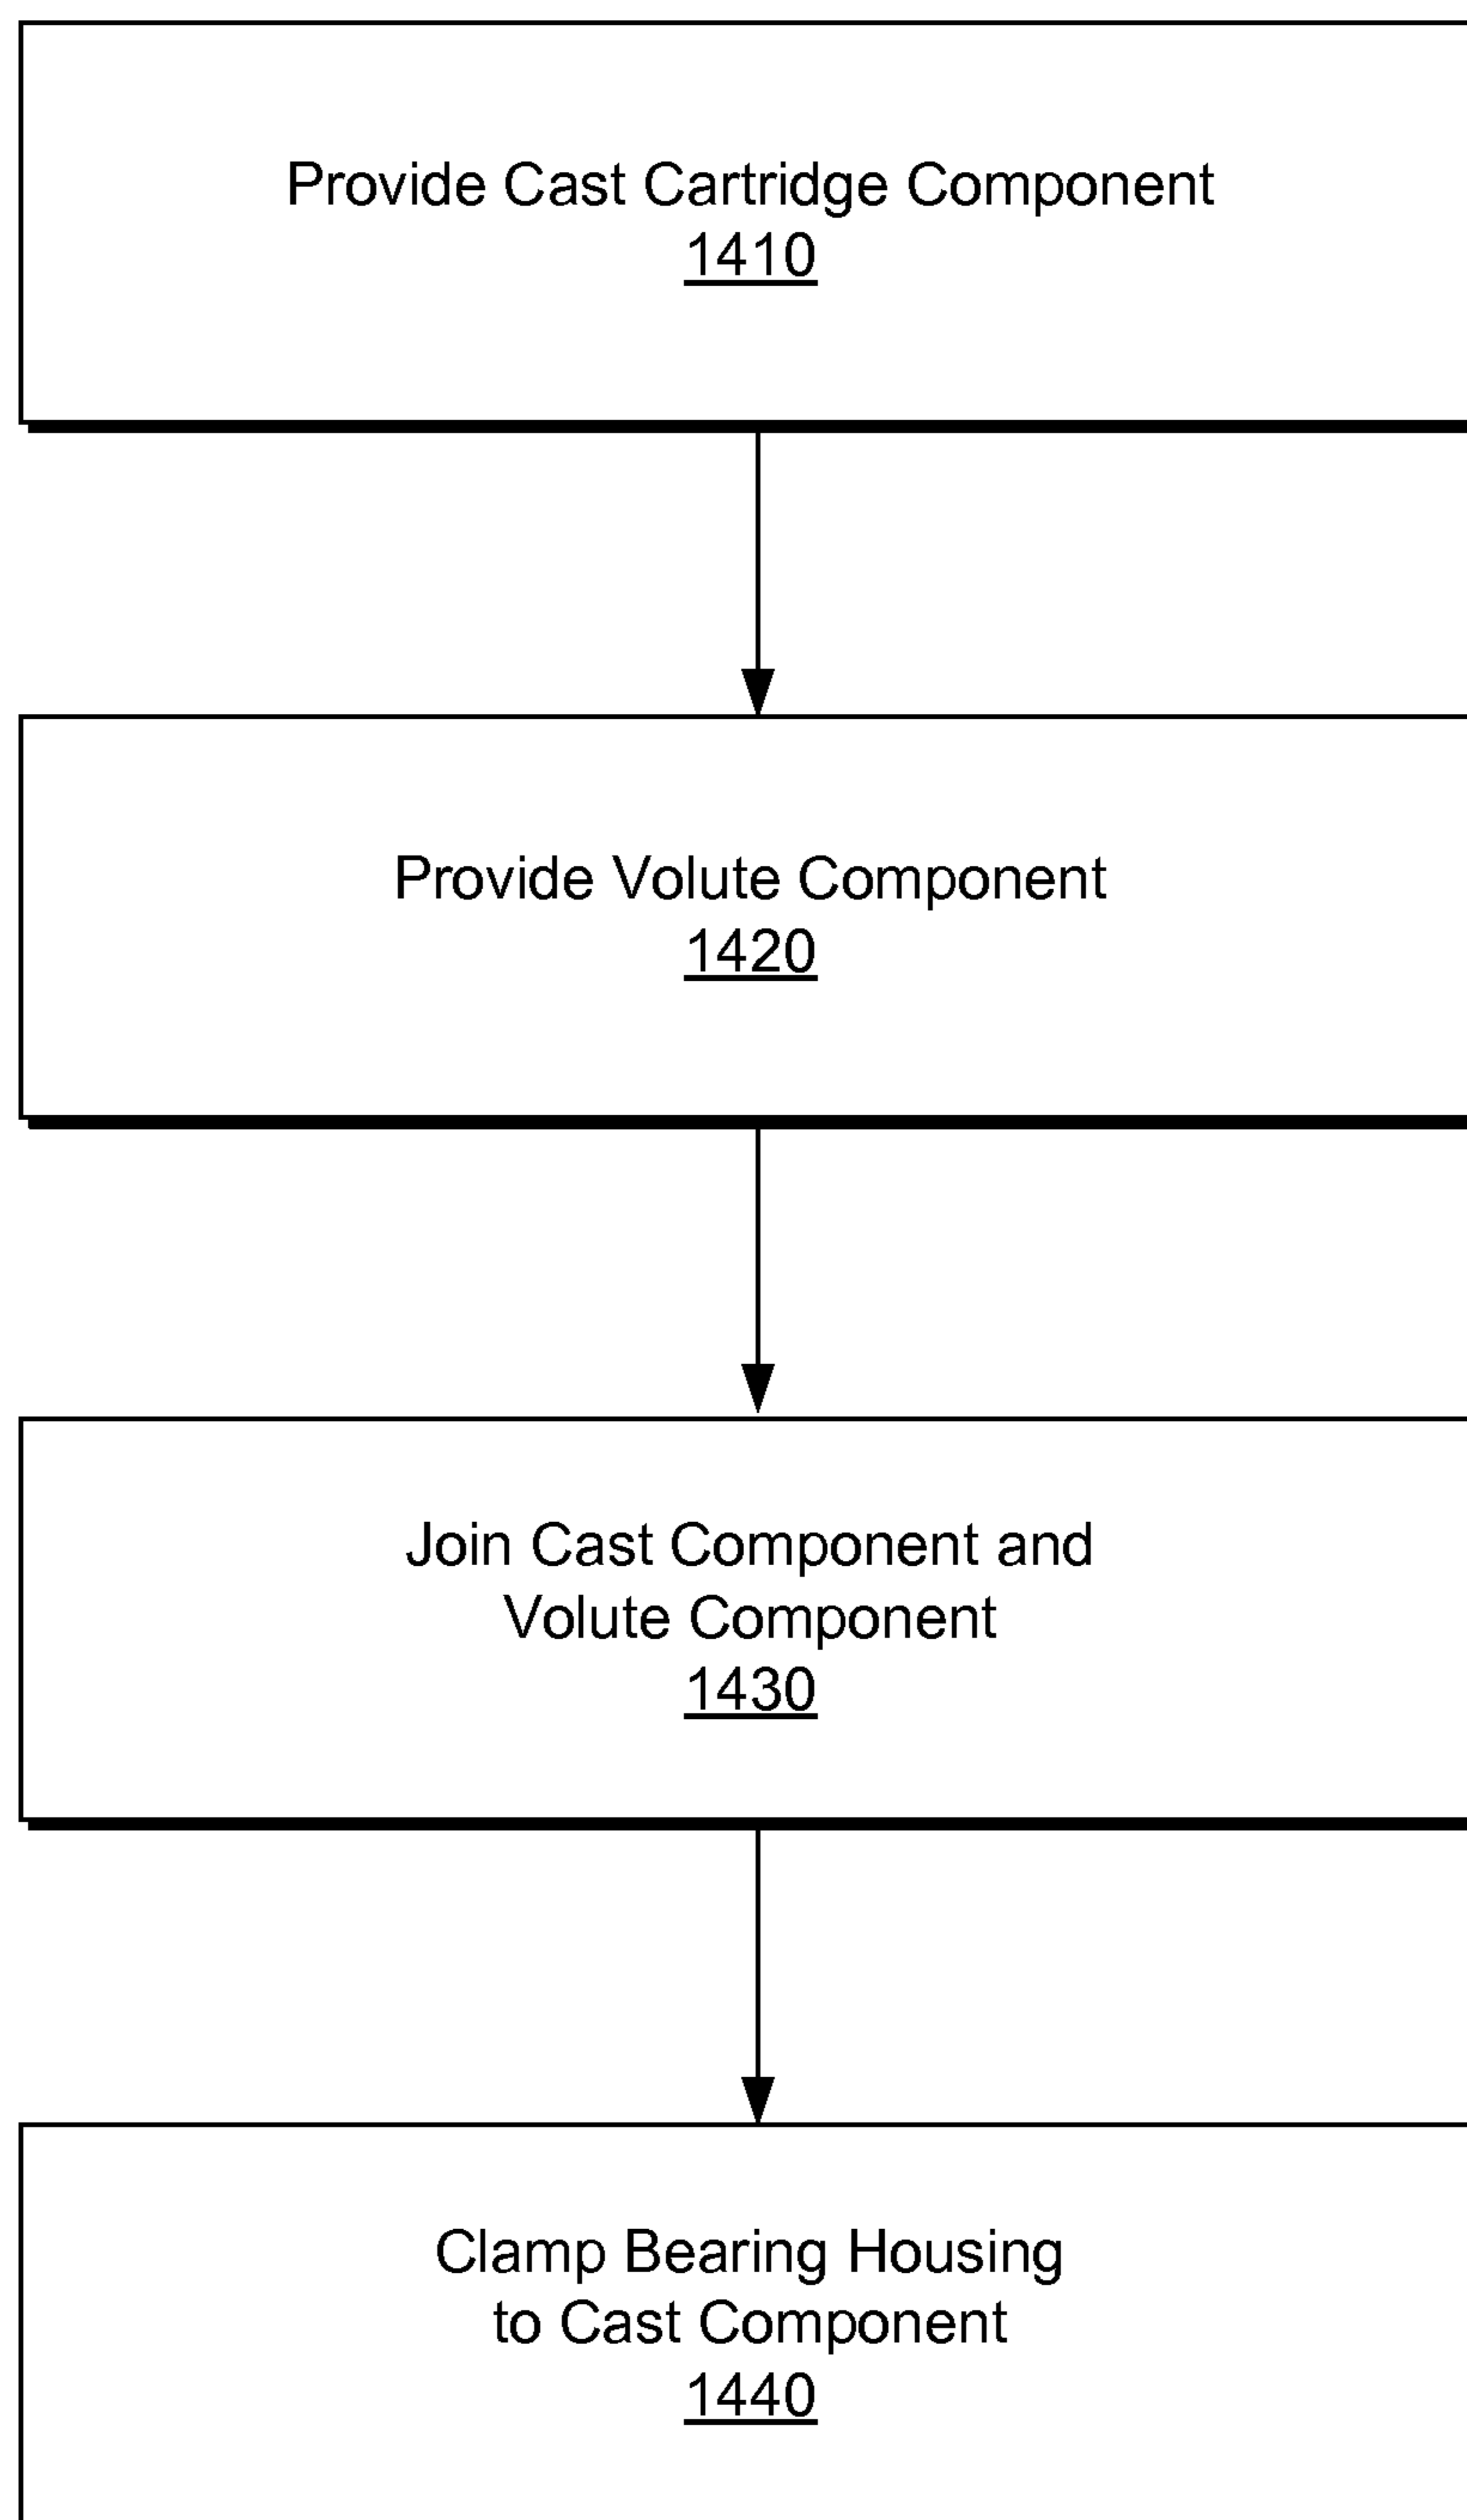 Provide Cast Cartridge Component
1410
Provide Volute Component
1420
Join Cast Component and
Volute Component
1430
Clamp Bearing Housing
to Cast Component
1440